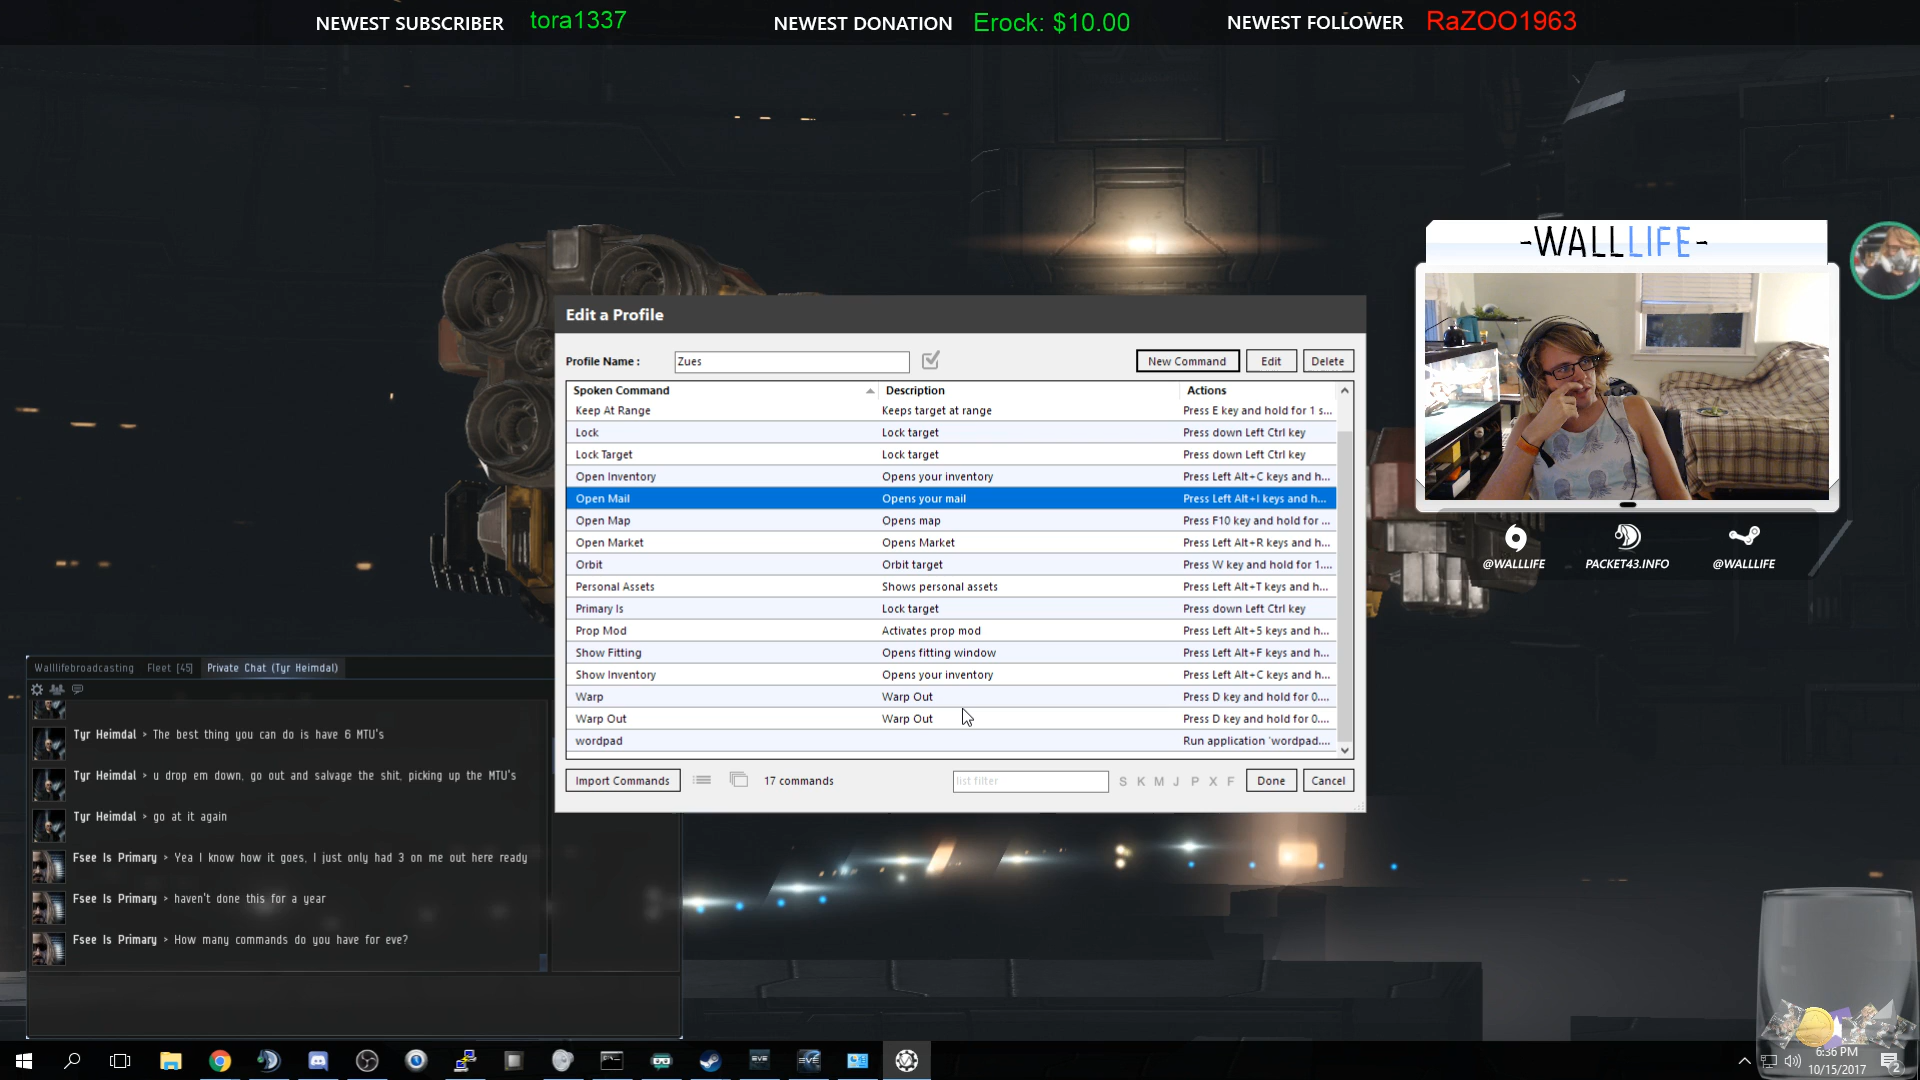 NEWEST SUBSCRIBER tora1337
NEWEST DONATION Erock: $10.00
NEWEST FOLLOWER RaZOO1963
-WALLLIFE-
@WALLLIFE
PACKET43.INFO
@WALLLIFE
Edit a Profile
Profile Name : Zues
New Command Edit Delete
Spoken Command Description Actions
Keep At Range Keeps target at range Press E key and hold for 1 s...
Lock Lock target Press down Left Ctrl key
Lock Target Lock target Press down Left Ctrl key
Open Inventory Opens your inventory Press Left Alt+C keys and h...
Open Mail Opens your mail Press Left Alt+I keys and h...
Open Map Opens map Press F10 key and hold for ...
Open Market Opens Market Press Left Alt+R keys and h...
Orbit Orbit target Press W key and hold for 1....
Personal Assets Shows personal assets Press Left Alt+T keys and h...
Primary Is Lock target Press down Left Ctrl key
Prop Mod Activates prop mod Press Left Alt+5 keys and h...
Show Fitting Opens fitting window Press Left Alt+F keys and h...
Show Inventory Opens your inventory Press Left Alt+C keys and h...
Warp Warp Out Press D key and hold for 0....
Warp Out Warp Out Press D key and hold for 0....
wordpad Run application 'wordpad....
Import Commands 17 commands list filter S K M J P X F Done Cancel
Walllifebroadcasting Fleet [45] Private Chat (Tyr Heimdal)
Tyr Heimdal > The best thing you can do is have 6 MTU's
Tyr Heimdal > u drop em down, go out and salvage the shit, picking up the MTU's
Tyr Heimdal > go at it again
Fsee Is Primary > Yea I know how it goes, I just only had 3 on me out here ready
Fsee Is Primary > haven't done this for a year
Fsee Is Primary > How many commands do you have for eve?
EVE
EVE
6:36 PM
10/15/2017
2